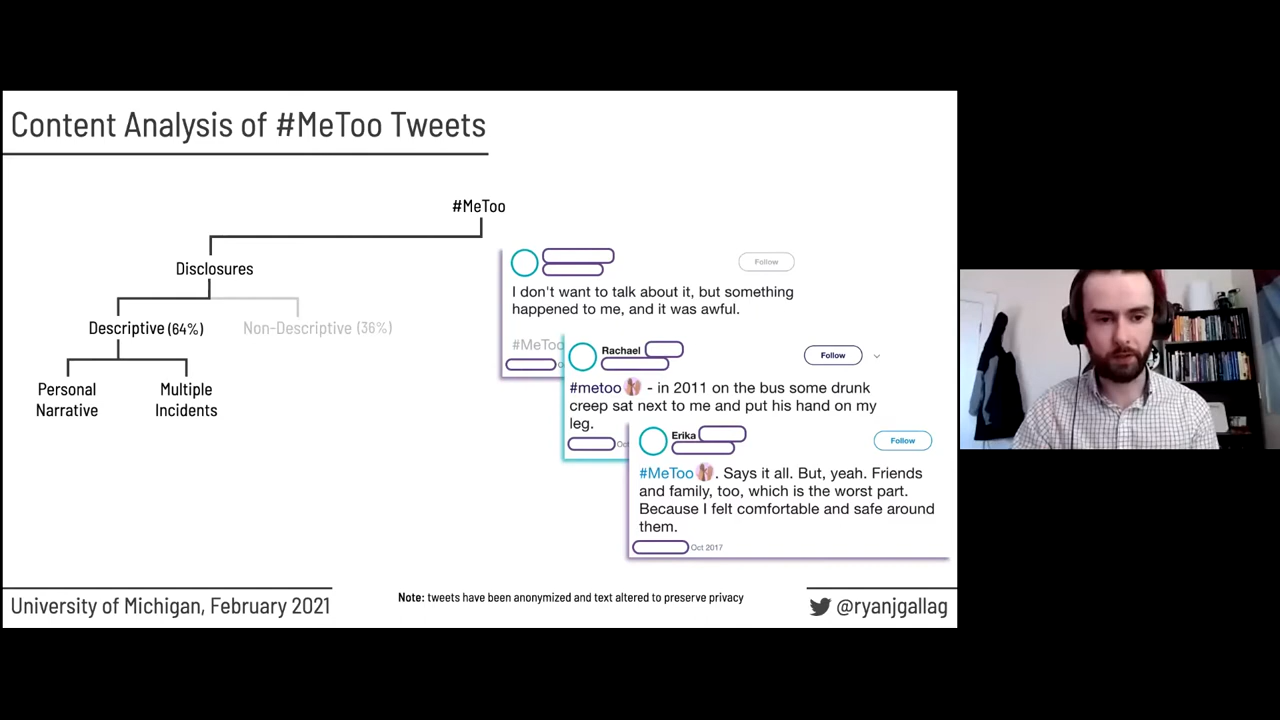 Content Analysis of #MeToo Tweets
#MeToo
Disclosures
Descriptive (64%)
Non-Descriptive (36%)
Personal
Narrative
Multiple
Incidents
Follow
I don't want to talk about it, but something
happened to me, and it was awful.
#MeToo
Rachael
Follow
#metoo - in 2011 on the bus some drunk
creep sat next to me and put his hand on my
leg.
Erika
Follow
#MeToo. Says it all. But, yeah. Friends
and family, too, which is the worst part.
Because I felt comfortable and safe around
them.
Oct 2017
University of Michigan, February 2021
Note: tweets have been anonymized and text altered to preserve privacy
@ryanjgallag